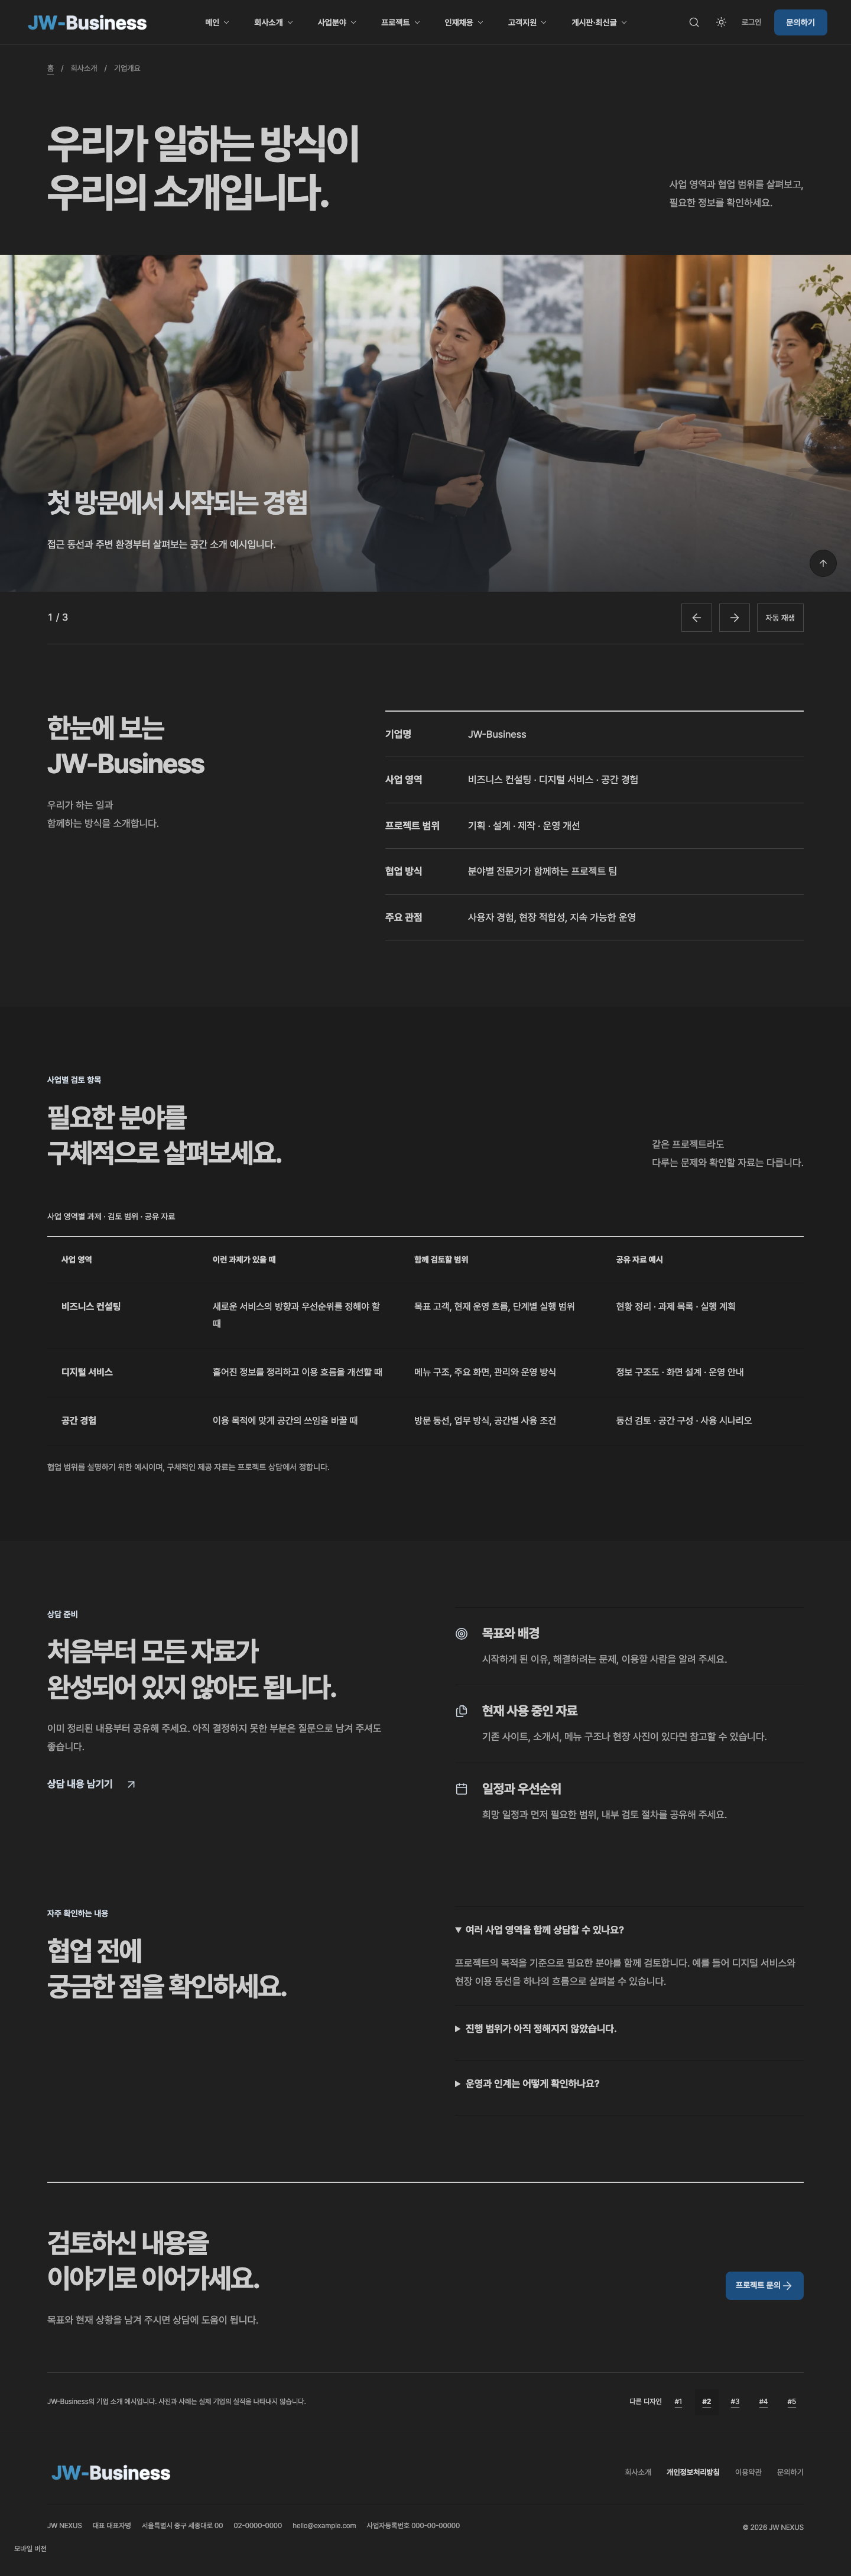 JW-Business 메인 회사소개 사업분야 프로젝트 인재채용 고객지원 게시판·최신글 로그인 문의하기
홈 / 회사소개 / 기업개요
우리가 일하는 방식이
우리의 소개입니다.
사업 영역과 협업 범위를 살펴보고,
필요한 정보를 확인하세요.
첫 방문에서 시작되는 경험
접근 동선과 주변 환경부터 살펴보는 공간 소개 예시입니다.
1 / 3
자동 재생
한눈에 보는
JW-Business
우리가 하는 일과
함께하는 방식을 소개합니다.
기업명 JW-Business
사업 영역 비즈니스 컨설팅 · 디지털 서비스 · 공간 경험
프로젝트 범위 기획 · 설계 · 제작 · 운영 개선
협업 방식 분야별 전문가가 함께하는 프로젝트 팀
주요 관점 사용자 경험, 현장 적합성, 지속 가능한 운영
사업별 검토 항목
필요한 분야를
구체적으로 살펴보세요.
같은 프로젝트라도
다루는 문제와 확인할 자료는 다릅니다.
사업 영역별 과제 · 검토 범위 · 공유 자료
사업 영역 이런 과제가 있을 때 함께 검토할 범위 공유 자료 예시
비즈니스 컨설팅 새로운 서비스의 방향과 우선순위를 정해야 할 때 목표 고객, 현재 운영 흐름, 단계별 실행 범위 현황 정리 · 과제 목록 · 실행 계획
디지털 서비스 흩어진 정보를 정리하고 이용 흐름을 개선할 때 메뉴 구조, 주요 화면, 관리와 운영 방식 정보 구조도 · 화면 설계 · 운영 안내
공간 경험 이용 목적에 맞게 공간의 쓰임을 바꿀 때 방문 동선, 업무 방식, 공간별 사용 조건 동선 검토 · 공간 구성 · 사용 시나리오
협업 범위를 설명하기 위한 예시이며, 구체적인 제공 자료는 프로젝트 상담에서 정합니다.
상담 준비
처음부터 모든 자료가
완성되어 있지 않아도 됩니다.
이미 정리된 내용부터 공유해 주세요. 아직 결정하지 못한 부분은 질문으로 남겨 주셔도
좋습니다.
상담 내용 남기기
목표와 배경
시작하게 된 이유, 해결하려는 문제, 이용할 사람을 알려 주세요.
현재 사용 중인 자료
기존 사이트, 소개서, 메뉴 구조나 현장 사진이 있다면 참고할 수 있습니다.
일정과 우선순위
희망 일정과 먼저 필요한 범위, 내부 검토 절차를 공유해 주세요.
자주 확인하는 내용
협업 전에
궁금한 점을 확인하세요.
▼ 여러 사업 영역을 함께 상담할 수 있나요?
프로젝트의 목적을 기준으로 필요한 분야를 함께 검토합니다. 예를 들어 디지털 서비스와
현장 이용 동선을 하나의 흐름으로 살펴볼 수 있습니다.
▶ 진행 범위가 아직 정해지지 않았습니다.
▶ 운영과 인계는 어떻게 확인하나요?
검토하신 내용을
이야기로 이어가세요.
목표와 현재 상황을 남겨 주시면 상담에 도움이 됩니다.
프로젝트 문의
JW-Business의 기업 소개 예시입니다. 사진과 사례는 실제 기업의 실적을 나타내지 않습니다.
다른 디자인 #1 #2 #3 #4 #5
JW-Business
회사소개 개인정보처리방침 이용약관 문의하기
JW NEXUS 대표 대표자명 서울특별시 중구 세종대로 00 02-0000-0000 hello@example.com 사업자등록번호 000-00-00000
© 2026 JW NEXUS
모바일 버전